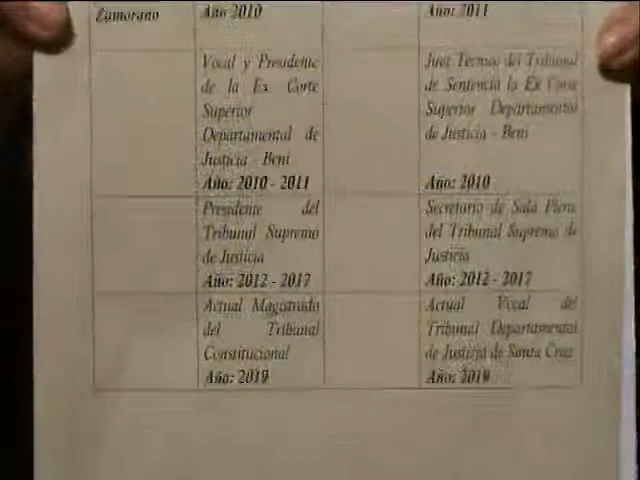 Zamorano
Año 2010
Año: 2011
Vocal y Presidente
de la Ex. Corte
Superior
Departamental de
Justicia - Beni
Año: 2010 - 2011
Juez Tecnico del Tribunal
de Sentencia la Ex Corte
Superior Departamental
de Justicia - Beni
Año: 2010
Presidente del
Tribunal Supremo
de Justicia
Año: 2012 - 2017
Secretario de Sala Plena
del Tribunal Supremo de
Justicia
Año: 2012 - 2017
Actual Magistrado
del Tribunal
Constitucional
Año: 2019
Actual Vocal del
Tribunal Departamental
de Justicia de Santa Cruz
Año: 2019